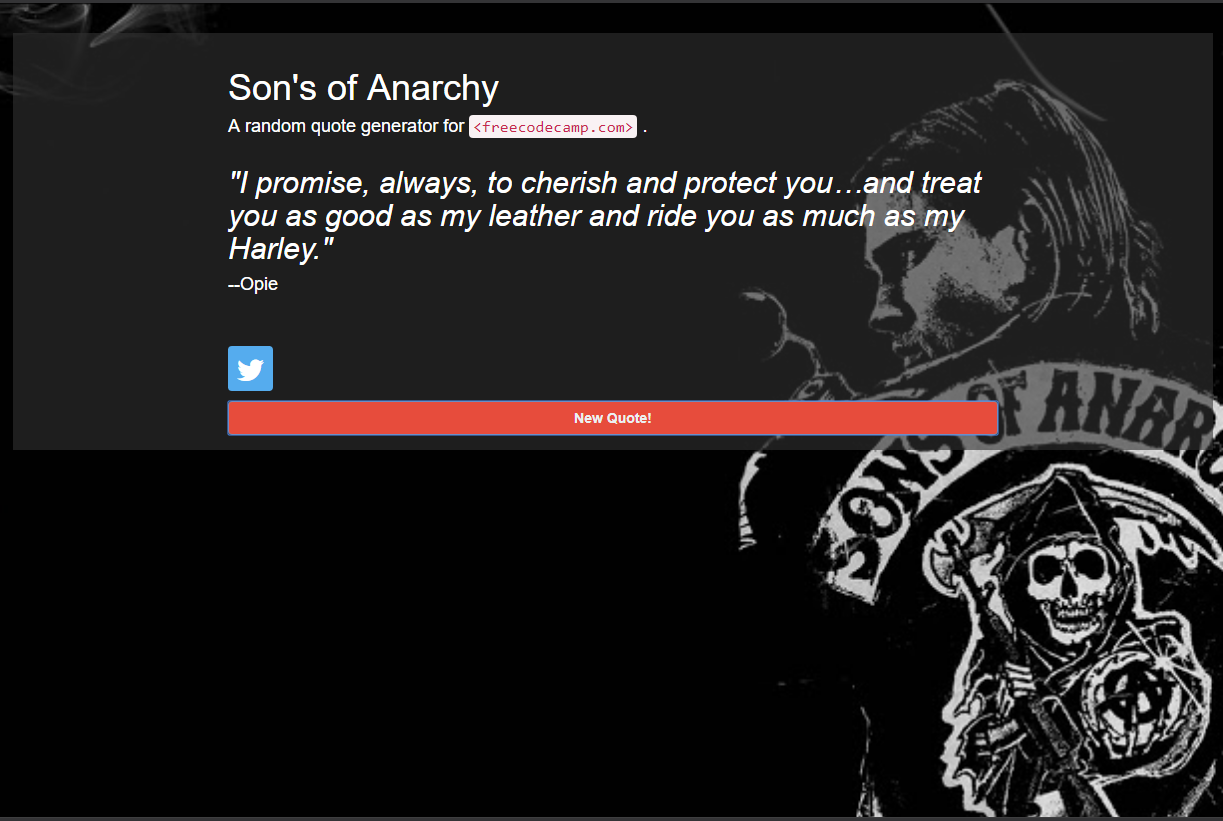 Son's of Anarchy
A random quote generator for <freecodecamp.com> .
"I promise, always, to cherish and protect you…and treat
you as good as my leather and ride you as much as my
Harley."
--Opie
New Quote!
SONS OF ANAR